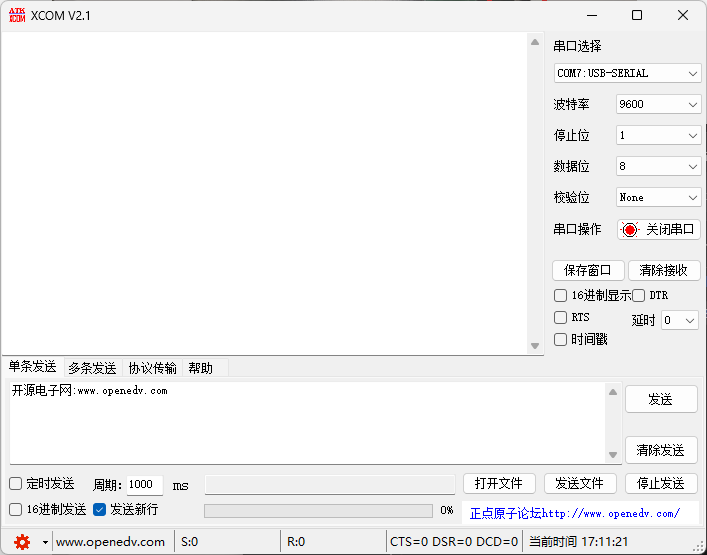 ATK XCOM XCOM V2.1
串口选择
COM7:USB-SERIAL
波特率 9600
停止位 1
数据位 8
校验位 None
串口操作 关闭串口
保存窗口 清除接收
16进制显示 DTR
RTS 延时 0
时间戳
单条发送 多条发送 协议传输 帮助
开源电子网:www.openedv.com
发送
清除发送
定时发送 周期: 1000 ms 打开文件 发送文件 停止发送
16进制发送 发送新行 0% 正点原子论坛http://www.openedv.com/
www.openedv.com S:0 R:0 CTS=0 DSR=0 DCD=0 当前时间 17:11:21